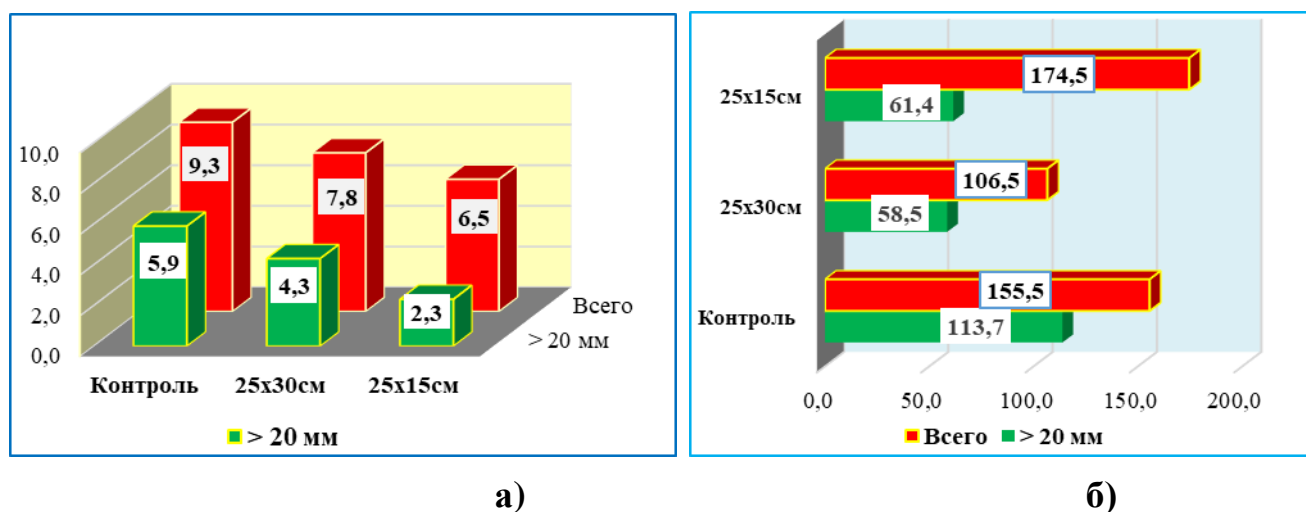 10,0
8,0
6,0
4,0
2,0
0,0
9,3
7,8
6,5
5,9
4,3
2,3
Всего
> 20 мм
Контроль 25х30см 25х15см
> 20 мм
а)
25х15см
174,5
61,4
25х30см
106,5
58,5
Контроль
155,5
113,7
0,0 50,0 100,0 150,0 200,0
Всего > 20 мм
б)